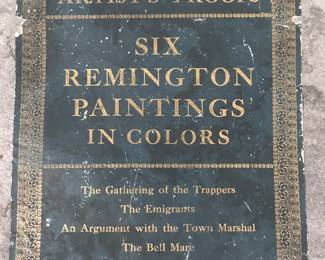 ARTIST'S PROOFS
SIX
REMINGTON
PAINTINGS
IN COLORS
The Gathering of the Trappers
The Emigrants
An Argument with the Town Marshal
The Bell Mare